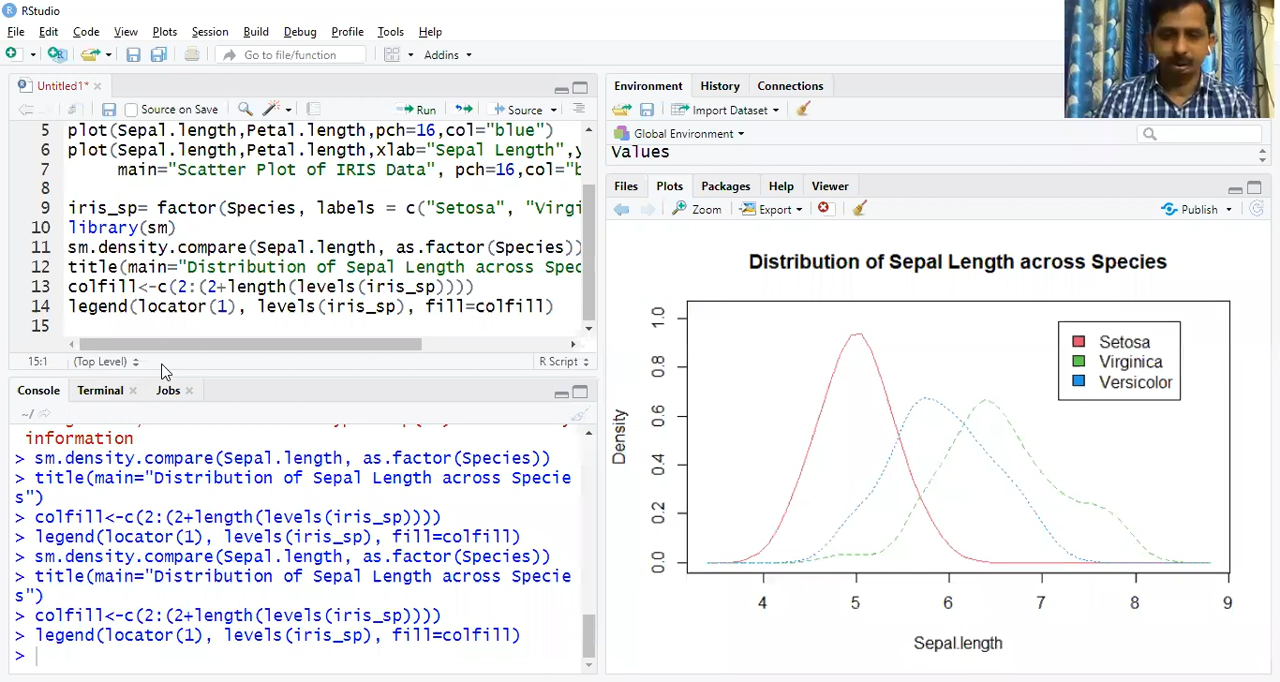 RStudio
File Edit Code View Plots Session Build Debug Profile Tools Help
Go to file/function Addins
Untitled1*
Source on Save Run Source
5 plot(Sepal.length,Petal.length,pch=16,col="blue")
6 plot(Sepal.length,Petal.length,xlab="Sepal Length",y
7 main="Scatter Plot of IRIS Data", pch=16,col="b
8
9 iris_sp= factor(Species, labels = c("Setosa", "Virgi
10 library(sm)
11 sm.density.compare(Sepal.length, as.factor(Species))
12 title(main="Distribution of Sepal Length across Spec
13 colfill<-c(2:(2+length(levels(iris_sp))))
14 legend(locator(1), levels(iris_sp), fill=colfill)
15
15:1 (Top Level) R Script
Console Terminal Jobs
~/
information
> sm.density.compare(Sepal.length, as.factor(Species))
> title(main="Distribution of Sepal Length across Specie
s")
> colfill<-c(2:(2+length(levels(iris_sp))))
> legend(locator(1), levels(iris_sp), fill=colfill)
> sm.density.compare(Sepal.length, as.factor(Species))
> title(main="Distribution of Sepal Length across Specie
s")
> colfill<-c(2:(2+length(levels(iris_sp))))
> legend(locator(1), levels(iris_sp), fill=colfill)
>
Environment History Connections
Import Dataset
Global Environment
Values
Files Plots Packages Help Viewer
Zoom Export Publish
Distribution of Sepal Length across Species
Setosa
Virginica
Versicolor
Density
0.0 0.2 0.4 0.6 0.8 1.0
4 5 6 7 8 9
Sepal.length